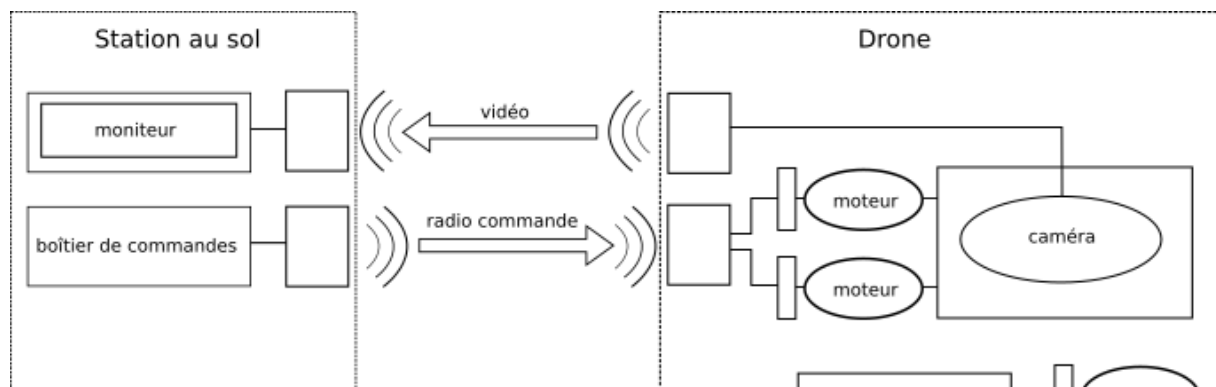 Station au sol
Drone
moniteur
vidéo
moteur
boîtier de commandes
radio commande
caméra
moteur